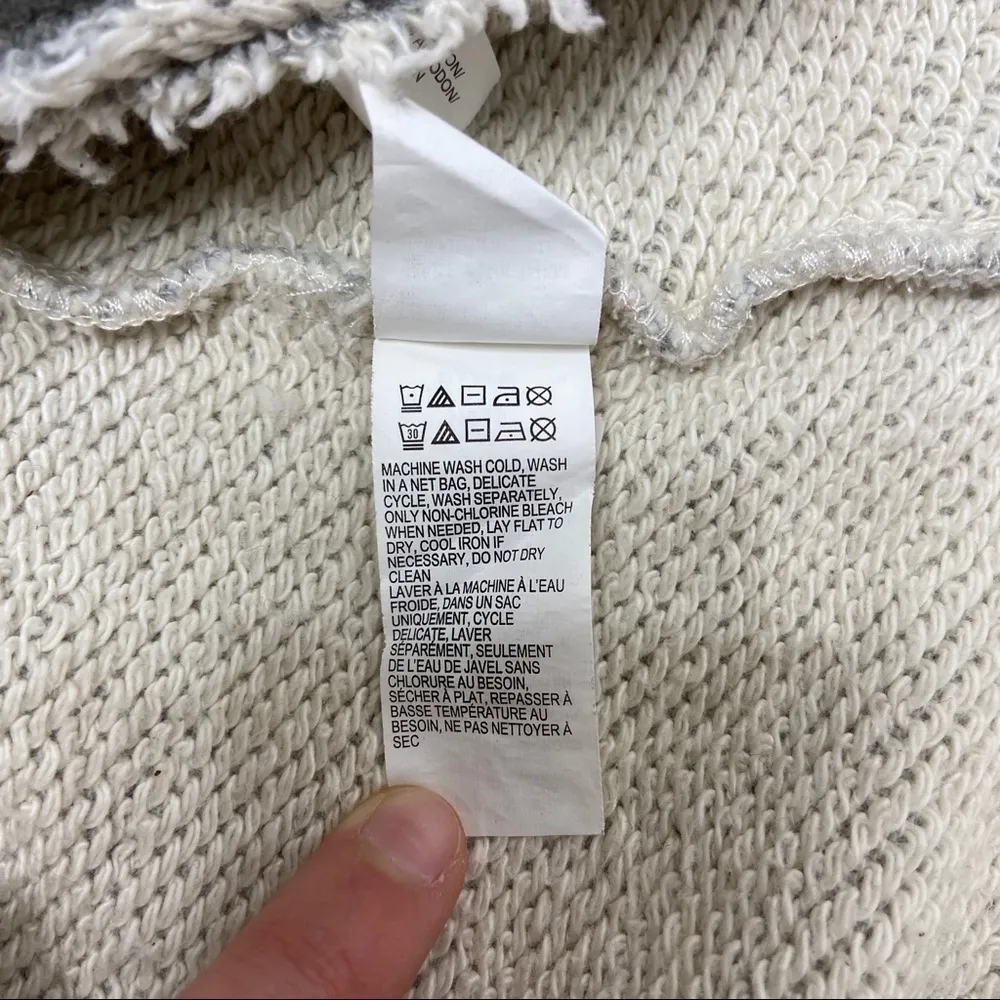 30
MACHINE WASH COLD, WASH
IN A NET BAG, DELICATE
CYCLE, WASH SEPARATELY,
ONLY NON-CHLORINE BLEACH
WHEN NEEDED, LAY FLAT TO
DRY, COOL IRON IF
NECESSARY, DO NOT DRY
CLEAN
LAVER À LA MACHINE À L'EAU
FROIDE, DANS UN SAC
UNIQUEMENT, CYCLE
DELICATE, LAVER
SÉPARÉMENT, SEULEMENT
DE L'EAU DE JAVEL SANS
CHLORURE AU BESOIN,
SÉCHER À PLAT, REPASSER À
BASSE TEMPÉRATURE AU
BESOIN, NE PAS NETTOYER À
SEC